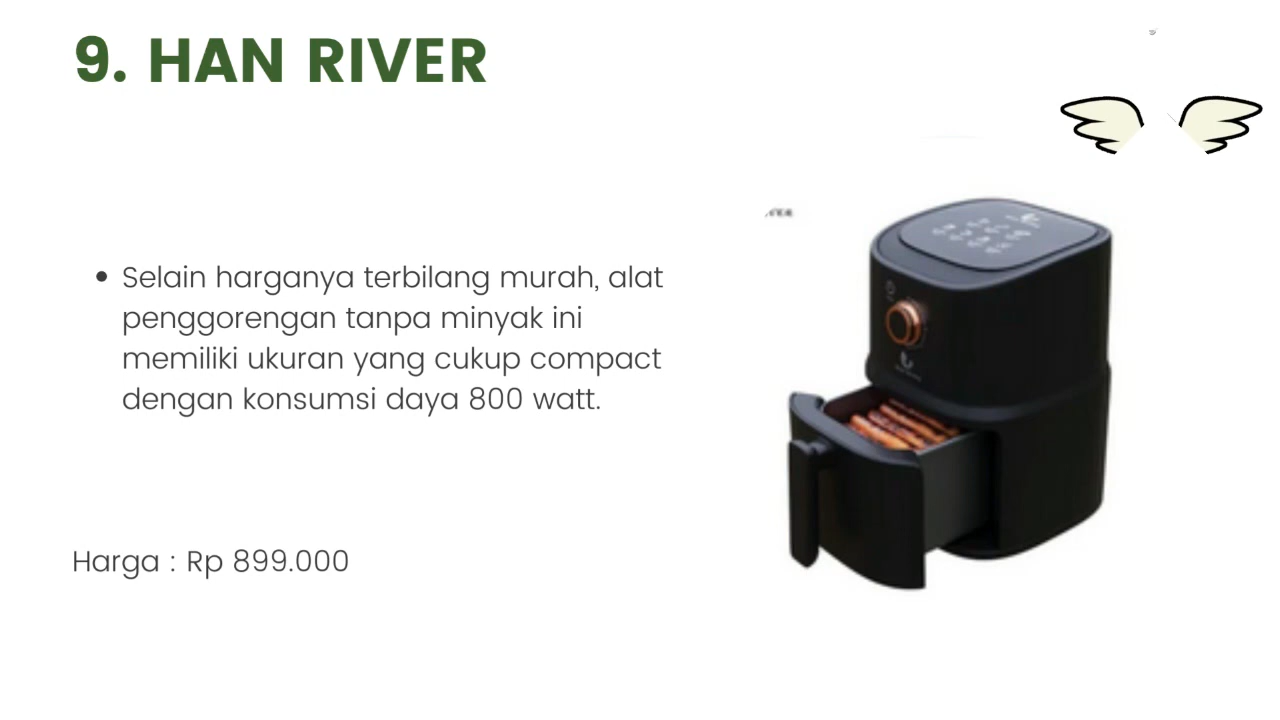 9. HAN RIVER
Selain harganya terbilang murah, alat
penggorengan tanpa minyak ini
memiliki ukuran yang cukup compact
dengan konsumsi daya 800 watt.
Harga : Rp 899.000